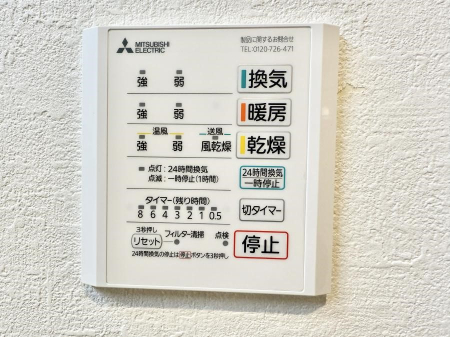 MITSUBISHI
ELECTRIC
製品に関するお問合せ
TEL:0120-726-471
強 弱 換気
強 弱 暖房
温風 送風
強 弱 風乾燥 乾燥
点灯:24時間換気
点滅:一時停止(1時間)
24時間換気
一時停止
タイマー(残り時間)
8 6 4 3 2 1 0.5
切タイマー
3秒押し
リセット フィルター清掃 点検
停止
24時間換気の停止は停止ボタンを3秒押し